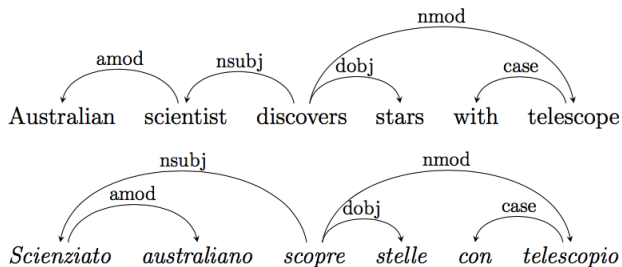 nmod
amod nsubj dobj case
Australian scientist discovers stars with telescope
nsubj nmod
amod dobj case
Scienziato australiano scopre stelle con telescopio